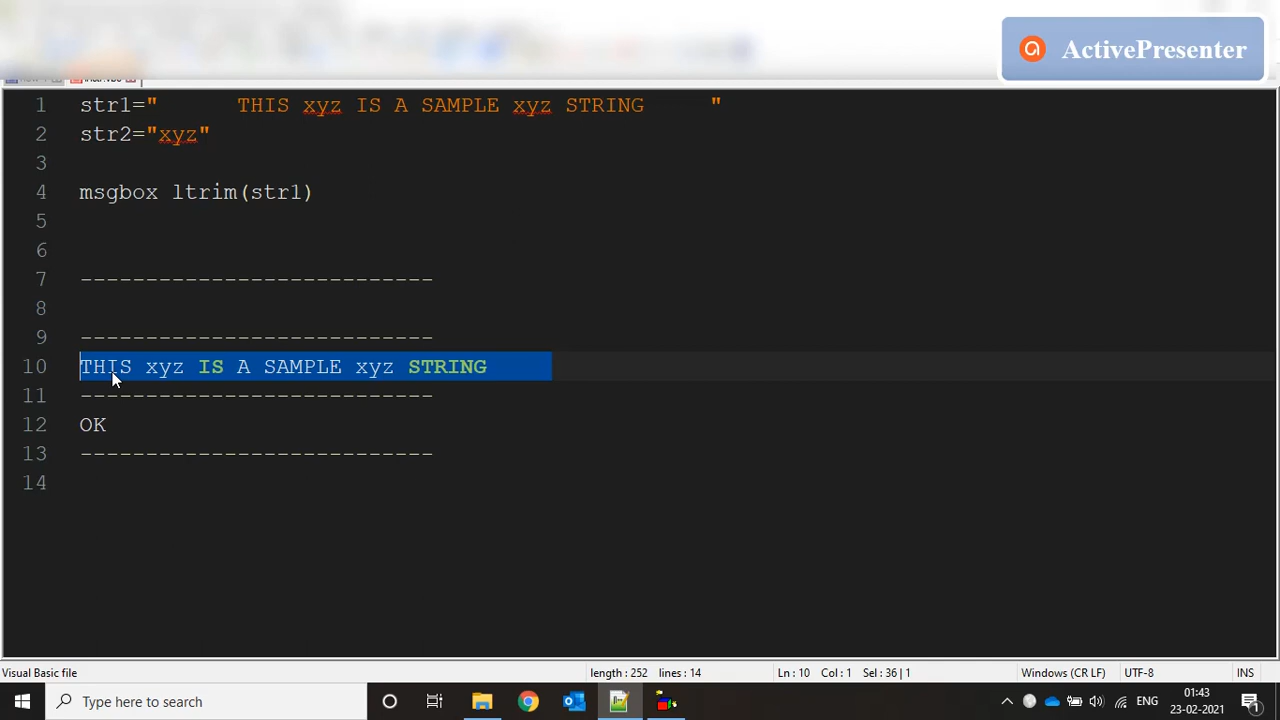 ActivePresenter
1 str1="      THIS xyz IS A SAMPLE xyz STRING     "
2 str2="xyz"
3
4 msgbox ltrim(str1)
5
6
7 ---------------------------
8
9 ---------------------------
10 THIS xyz IS A SAMPLE xyz STRING
11 ---------------------------
12 OK
13 ---------------------------
14
Visual Basic file length : 252 lines : 14 Ln : 10 Col : 1 Sel : 36 | 1 Windows (CR LF) UTF-8 INS
Type here to search ENG 01:43
23-02-2021 1